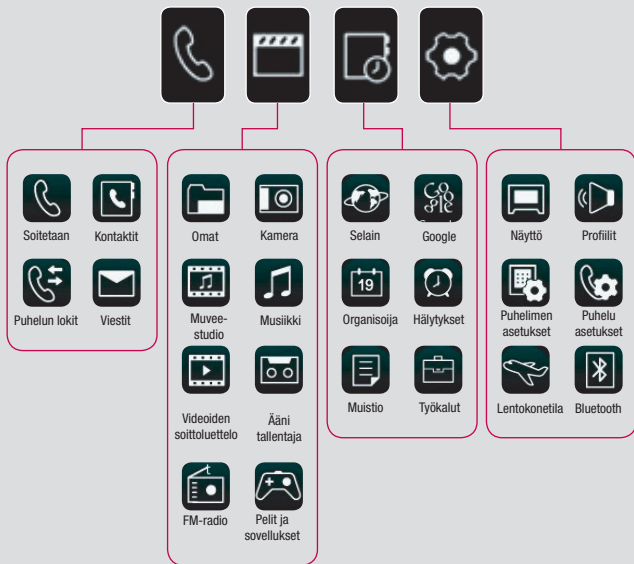 Soitetaan
Kontaktit
Puhelun lokit
Viestit
Omat
Kamera
Muvee-
studio
Musiikki
Videoiden
soittoluettelo
Ääni
tallentaja
FM-radio
Pelit ja
sovellukset
Selain
Google
19
Organisoija
Hälytykset
Muistio
Työkalut
Näyttö
Profiilit
Puhelimen
asetukset
Puhelu
asetukset
Lentokonetila
Bluetooth